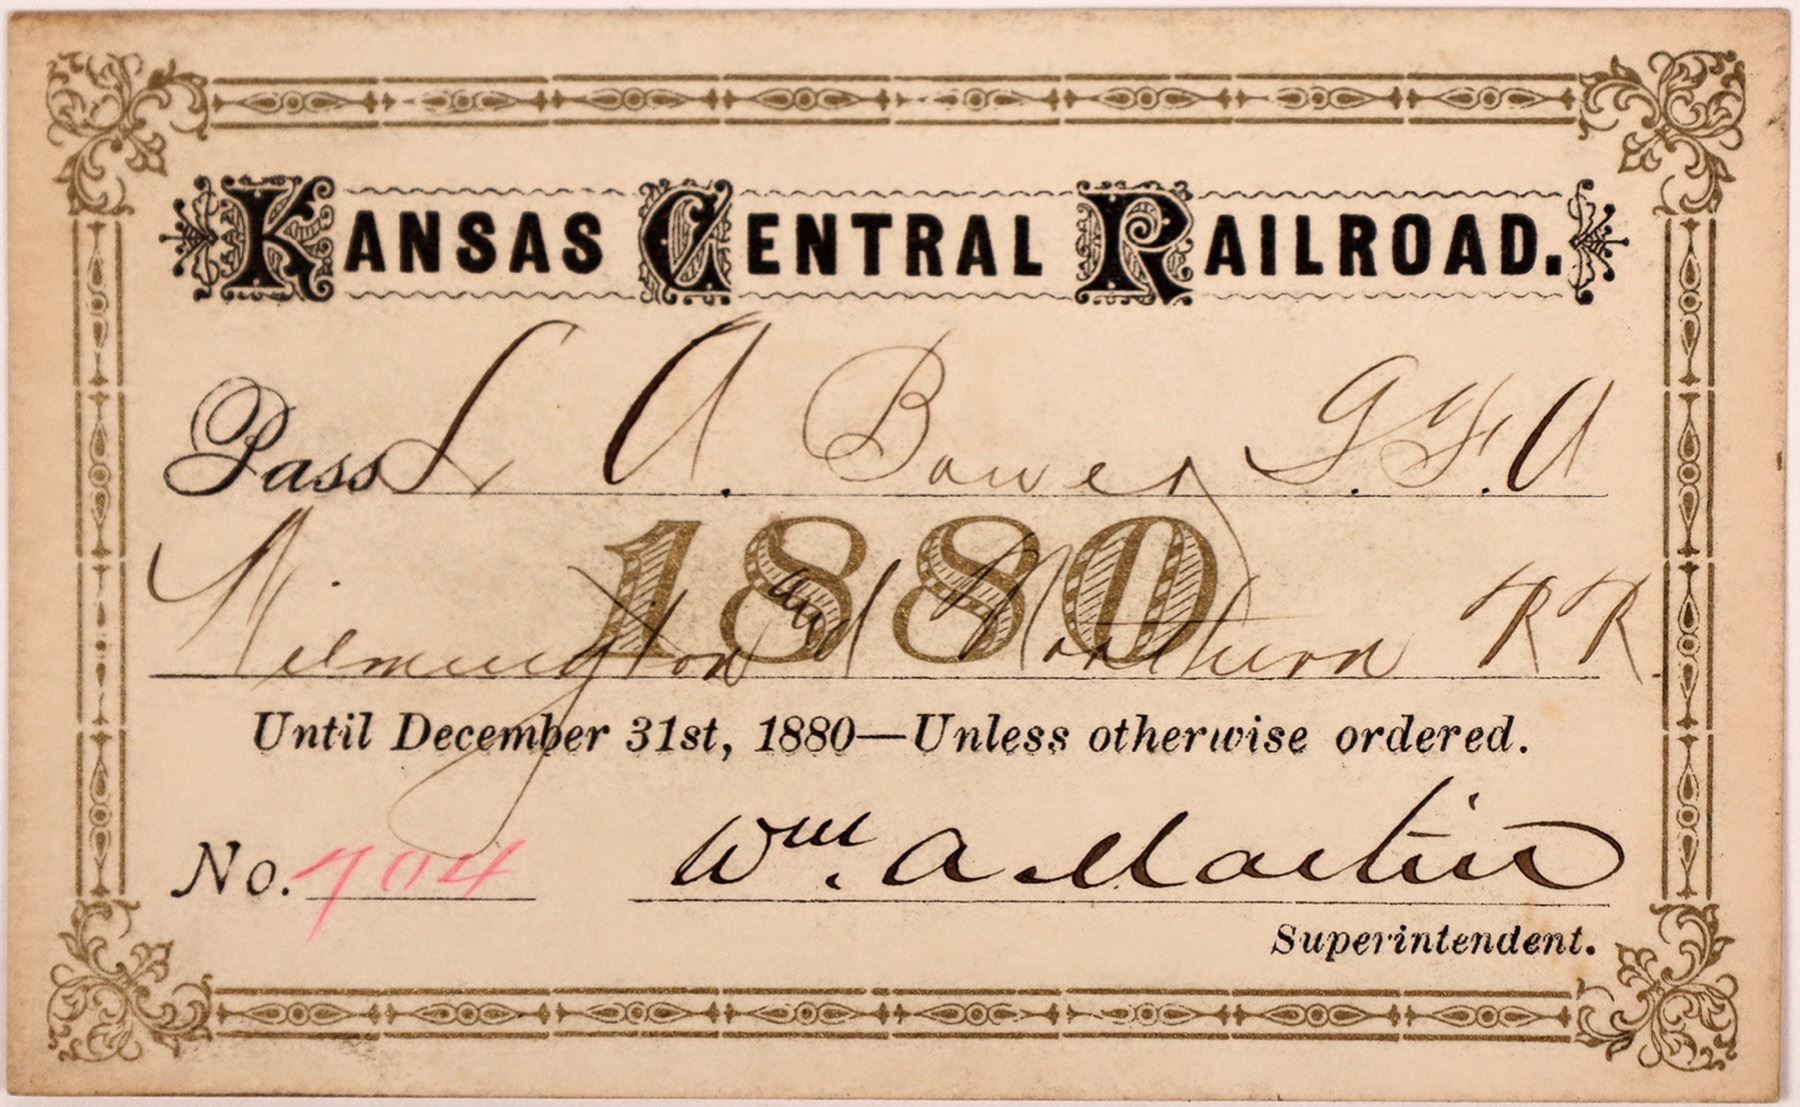 KANSAS CENTRAL RAILROAD.
Pass L A. Bower G.F.A
1880
Wilmington and Northern RR.
Until December 31st, 1880—Unless otherwise ordered.
No. 704 Wm. A. Martin
Superintendent.